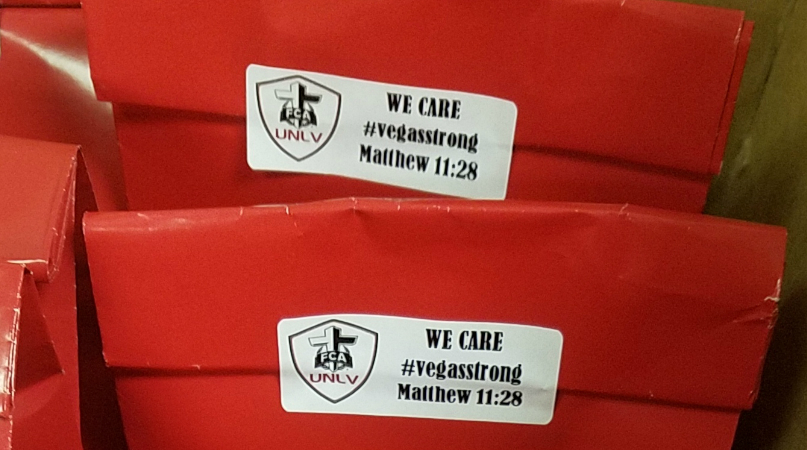 FCA
UNLV
WE CARE
#vegasstrong
Matthew 11:28
FCA
UNLV
WE CARE
#vegasstrong
Matthew 11:28